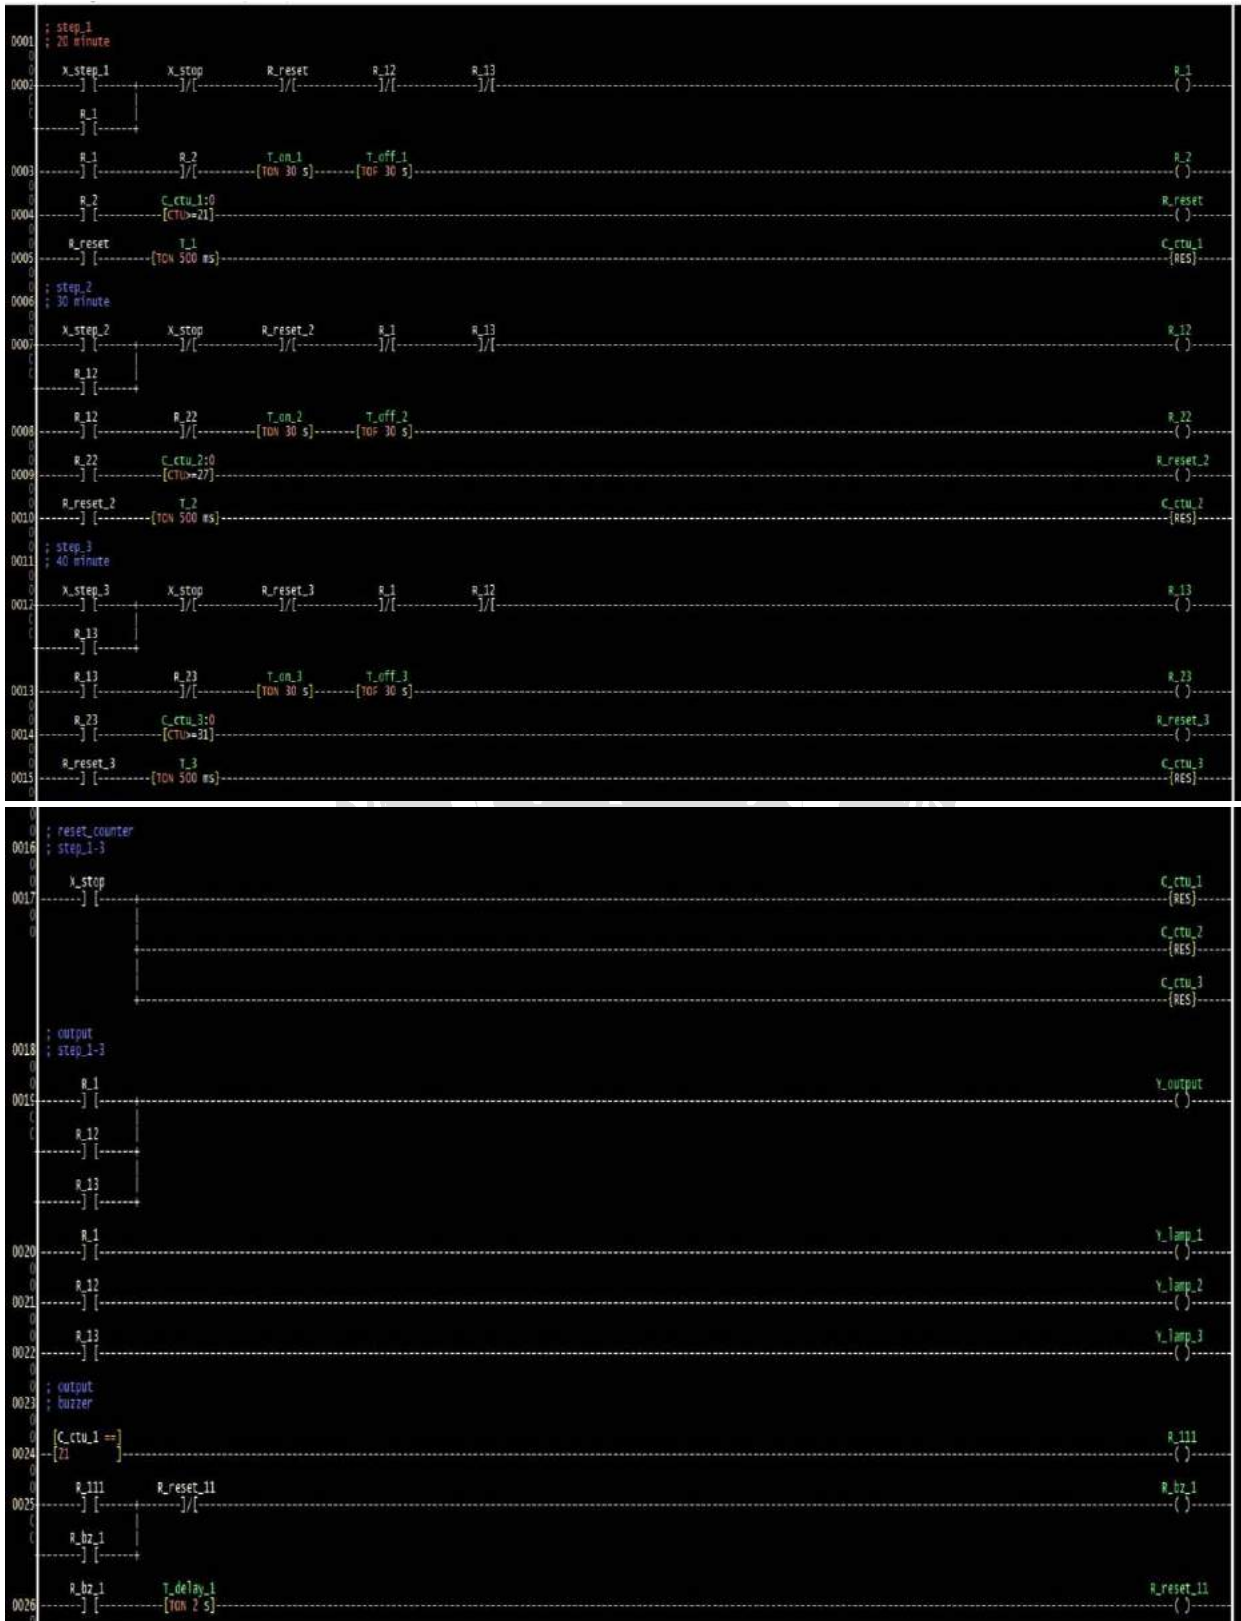 ; step_1
0001 ; 20 minute
X_step_1 X_stop R_reset R_12 R_13 R_1
0002 ] [ ]/[ ]/[ ]/[ ]/[ ( )
R_1
] [
R_1 R_2 T_on_1 T_off_1 R_2
0003 ] [ ]/[ [TON 30 s] [TOF 30 s] ( )
R_2 C_ctu_1:0 R_reset
0004 ] [ [CTU>=21] ( )
R_reset T_1 C_ctu_1
0005 ] [ [TON 500 ms] {RES}
; step_2
0006 ; 30 minute
X_step_2 X_stop R_reset_2 R_1 R_13 R_12
0007 ] [ ]/[ ]/[ ]/[ ]/[ ( )
R_12
] [
R_12 R_22 T_on_2 T_off_2 R_22
0008 ] [ ]/[ [TON 30 s] [TOF 30 s] ( )
R_22 C_ctu_2:0 R_reset_2
0009 ] [ [CTU>=27] ( )
R_reset_2 T_2 C_ctu_2
0010 ] [ [TON 500 ms] {RES}
; step_3
0011 ; 40 minute
X_step_3 X_stop R_reset_3 R_1 R_12 R_13
0012 ] [ ]/[ ]/[ ]/[ ]/[ ( )
R_13
] [
R_13 R_23 T_on_3 T_off_3 R_23
0013 ] [ ]/[ [TON 30 s] [TOF 30 s] ( )
R_23 C_ctu_3:0 R_reset_3
0014 ] [ [CTU>=31] ( )
R_reset_3 T_3 C_ctu_3
0015 ] [ [TON 500 ms] {RES}
; reset_counter
0016 ; step_1-3
X_stop C_ctu_1
0017 ] [ {RES}
C_ctu_2
{RES}
C_ctu_3
{RES}
; output
0018 ; step_1-3
R_1 Y_output
0019 ] [ ( )
R_12
] [
R_13
] [
R_1 Y_lamp_1
0020 ] [ ( )
R_12 Y_lamp_2
0021 ] [ ( )
R_13 Y_lamp_3
0022 ] [ ( )
; output
0023 ; buzzer
[C_ctu_1 ==] R_111
0024 [21 ] ( )
R_111 R_reset_11 R_bz_1
0025 ] [ ]/[ ( )
R_bz_1
] [
R_bz_1 T_delay_1 R_reset_11
0026 ] [ [TON 2 s] ( )